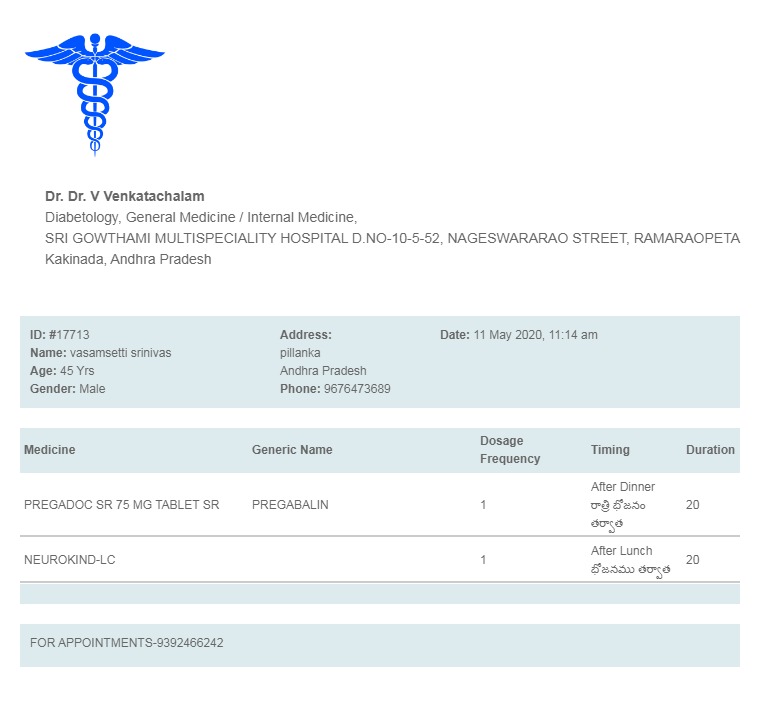 Dr. Dr. V Venkatachalam
Diabetology, General Medicine / Internal Medicine,
SRI GOWTHAMI MULTISPECIALITY HOSPITAL D.NO-10-5-52, NAGESWARARAO STREET, RAMARAOPETA
Kakinada, Andhra Pradesh
ID: #17713
Name: vasamsetti srinivas
Age: 45 Yrs
Gender: Male
Address:
pillanka
Andhra Pradesh
Phone: 9676473689
Date: 11 May 2020, 11:14 am
Medicine Generic Name Dosage Frequency Timing Duration
PREGADOC SR 75 MG TABLET SR PREGABALIN 1 After Dinner 20
రాత్రి భోజనం
తర్వాత
NEUROKIND-LC 1 After Lunch 20
భోజనము తర్వాత
FOR APPOINTMENTS-9392466242